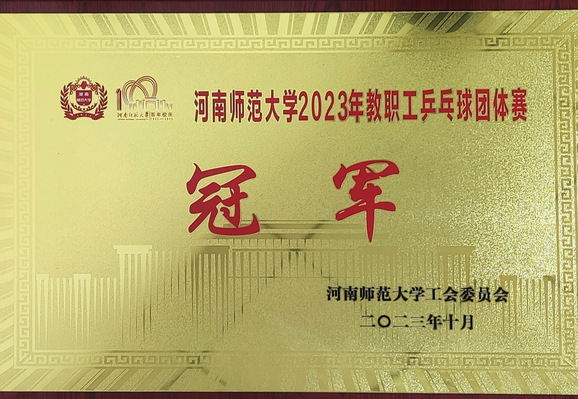 河南师范大学2023年教职工乒乓球团体赛
冠军
河南师范大学工会委员会
二〇二三年十月